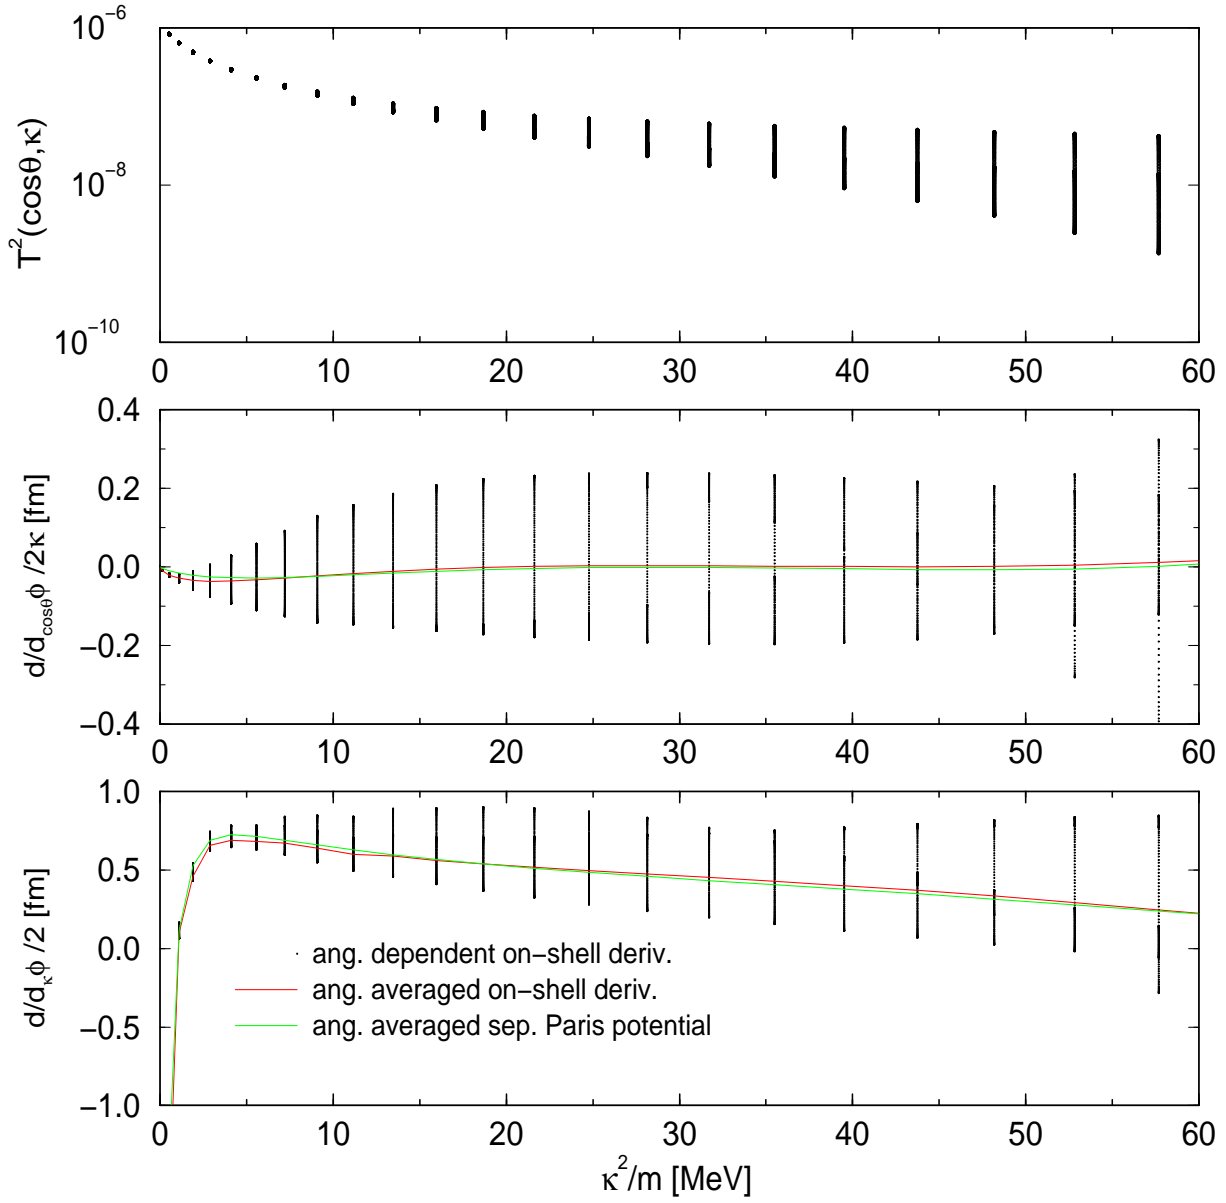 10⁻⁶
10⁻⁸
10⁻¹⁰
T²(cosθ,κ)
0 10 20 30 40 50 60
0.4
0.2
0.0
−0.2
−0.4
d/d_cosθ ϕ /2κ [fm]
0 10 20 30 40 50 60
1.0
0.5
0.0
−0.5
−1.0
d/d_κ ϕ /2 [fm]
ang. dependent on−shell deriv.
ang. averaged on−shell deriv.
ang. averaged sep. Paris potential
0 10 20 30 40 50 60
κ²/m [MeV]